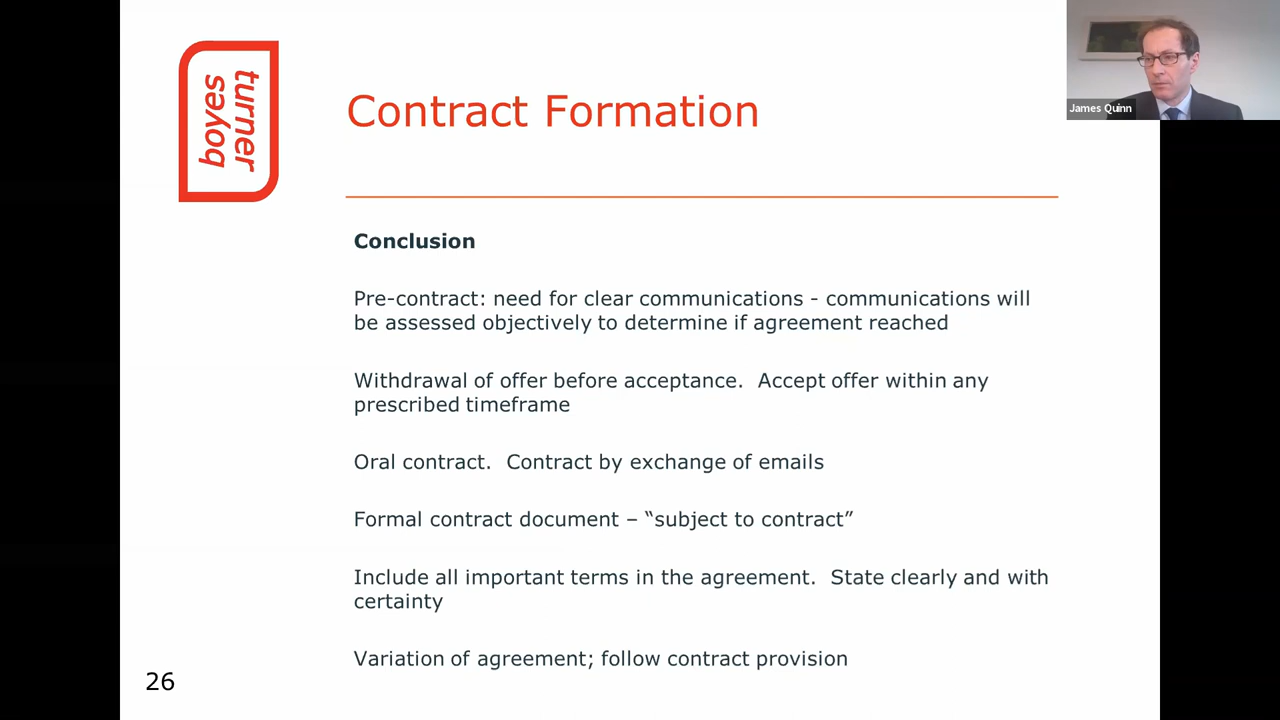 boyes
turner
Contract Formation
James Quinn
Conclusion
Pre-contract: need for clear communications - communications will
be assessed objectively to determine if agreement reached
Withdrawal of offer before acceptance.  Accept offer within any
prescribed timeframe
Oral contract.  Contract by exchange of emails
Formal contract document – “subject to contract”
Include all important terms in the agreement.  State clearly and with
certainty
Variation of agreement; follow contract provision
26